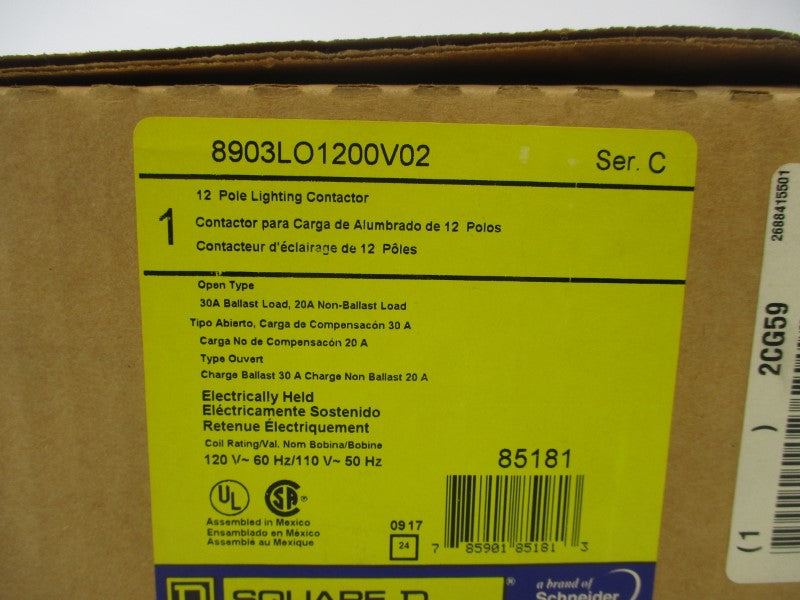 8903LO1200V02 Ser. C
1
12 Pole Lighting Contactor
Contactor para Carga de Alumbrado de 12 Polos
Contacteur d'éclairage de 12 Pôles
Open Type
30A Ballast Load, 20A Non-Ballast Load
Tipo Abierto, Carga de Compensacón 30 A
Carga No de Compensacón 20 A
Type Ouvert
Charge Ballast 30 A Charge Non Ballast 20 A
Electrically Held
Eléctricamente Sostenido
Retenue Électriquement
Coil Rating/Val. Nom Bobina/Bobine
120 V~ 60 Hz/110 V~ 50 Hz
85181
UL ® SA ®
Assembled in Mexico
Ensamblado en México
Assemblé au Mexique
0917
24
7 85901 85181 3
SQUARE D ®
a brand of
Schneider
2688415501
2CG59
(1 )